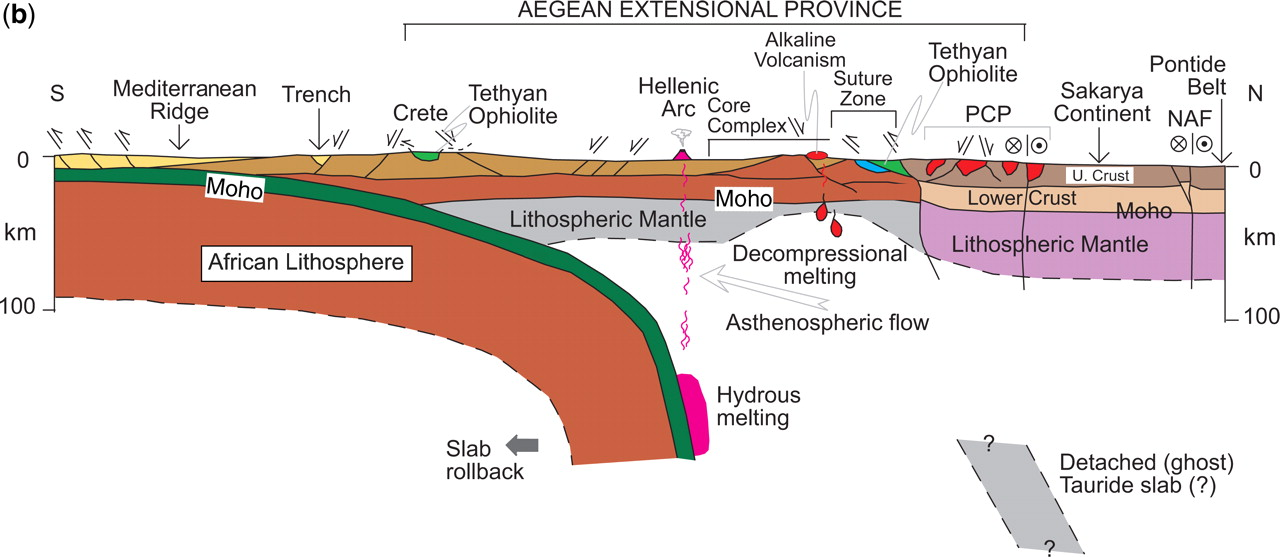 (b)
AEGEAN EXTENSIONAL PROVINCE
S
Mediterranean
Ridge
Trench
Crete
Tethyan
Ophiolite
Hellenic
Arc
Core
Complex
Alkaline
Volcanism
Suture
Zone
Tethyan
Ophiolite
PCP
Sakarya
Continent
Pontide
Belt
NAF
N
0
0
Moho
Moho
U. Crust
Lower Crust
Moho
Lithospheric Mantle
Lithospheric Mantle
km
km
African Lithosphere
Decompressional
melting
Asthenospheric flow
100
100
Hydrous
melting
Slab
rollback
?
Detached (ghost)
Tauride slab (?)
?